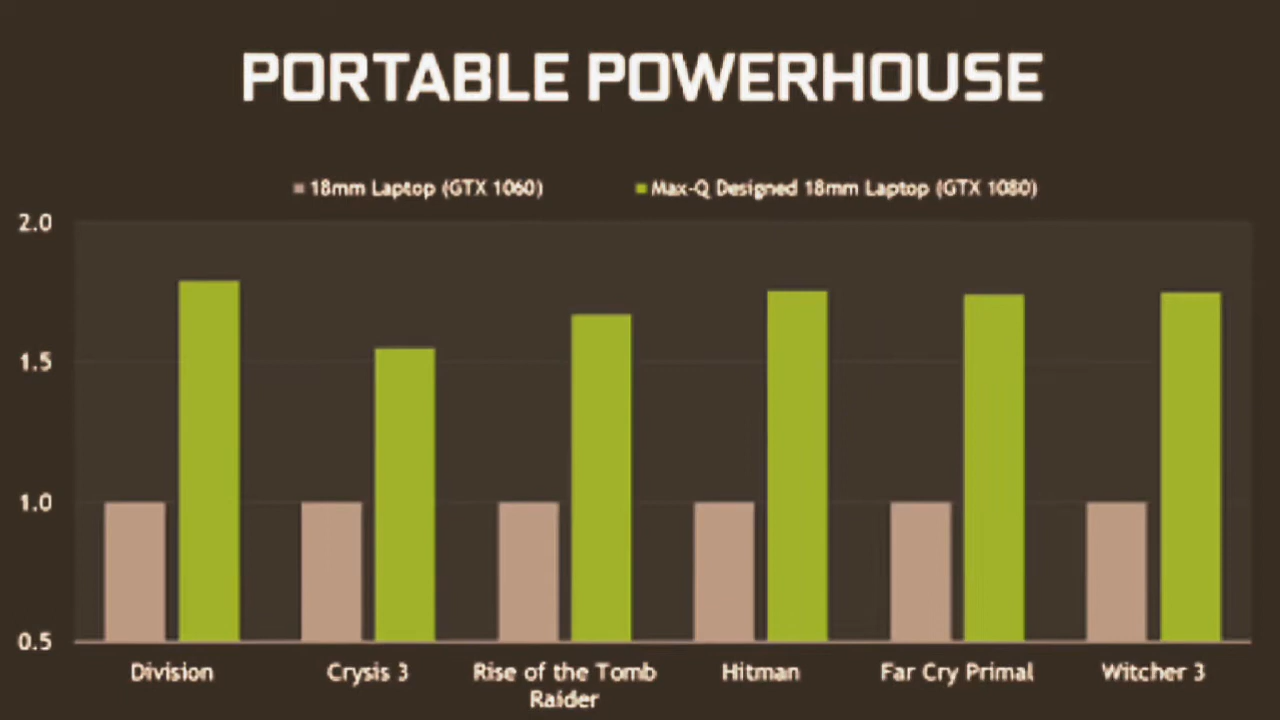 PORTABLE POWERHOUSE
18mm Laptop (GTX 1060) Max-Q Designed 18mm Laptop (GTX 1080)
2.0
1.5
1.0
0.5
Division Crysis 3 Rise of the Tomb Raider Hitman Far Cry Primal Witcher 3